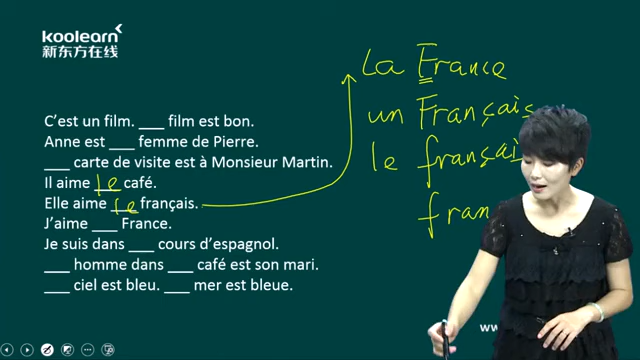 koolearn
新东方在线
C'est un film. ___ film est bon.
Anne est ___ femme de Pierre.
___ carte de visite est à Monsieur Martin.
Il aime le café.
Elle aime le français.
J'aime ___ France.
Je suis dans ___ cours d'espagnol.
___ homme dans ___ café est son mari.
___ ciel est bleu. ___ mer est bleue.
La France
un Français
le françai
fran
www.